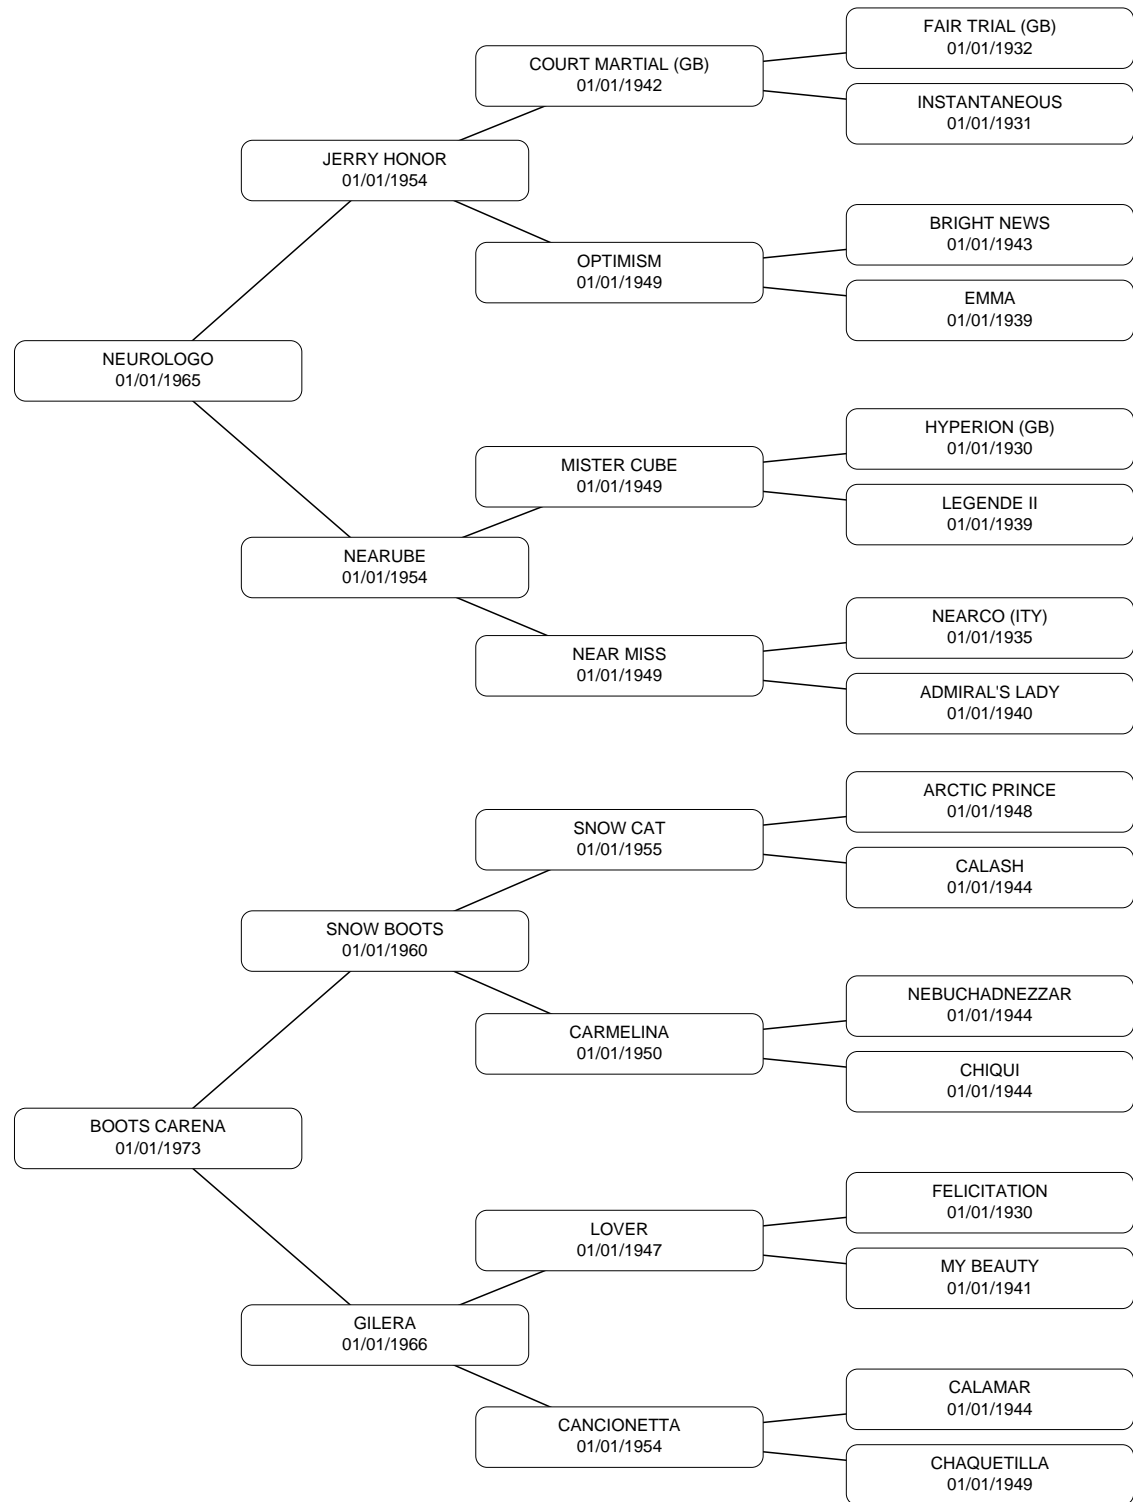 FAIR TRIAL (GB)
01/01/1932
COURT MARTIAL (GB)
01/01/1942
INSTANTANEOUS
01/01/1931
JERRY HONOR
01/01/1954
BRIGHT NEWS
01/01/1943
OPTIMISM
01/01/1949
EMMA
01/01/1939
NEUROLOGO
01/01/1965
HYPERION (GB)
01/01/1930
MISTER CUBE
01/01/1949
LEGENDE II
01/01/1939
NEARUBE
01/01/1954
NEARCO (ITY)
01/01/1935
NEAR MISS
01/01/1949
ADMIRAL'S LADY
01/01/1940
ARCTIC PRINCE
01/01/1948
SNOW CAT
01/01/1955
CALASH
01/01/1944
SNOW BOOTS
01/01/1960
NEBUCHADNEZZAR
01/01/1944
CARMELINA
01/01/1950
CHIQUI
01/01/1944
BOOTS CARENA
01/01/1973
FELICITATION
01/01/1930
LOVER
01/01/1947
MY BEAUTY
01/01/1941
GILERA
01/01/1966
CALAMAR
01/01/1944
CANCIONETTA
01/01/1954
CHAQUETILLA
01/01/1949